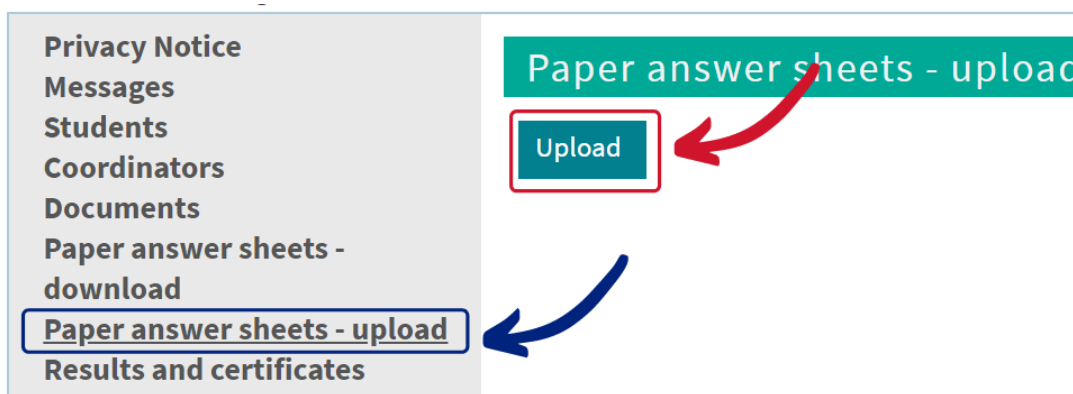 Privacy Notice
Messages
Students
Coordinators
Documents
Paper answer sheets -
download
Paper answer sheets - upload
Results and certificates
Paper answer sheets - upload
Upload